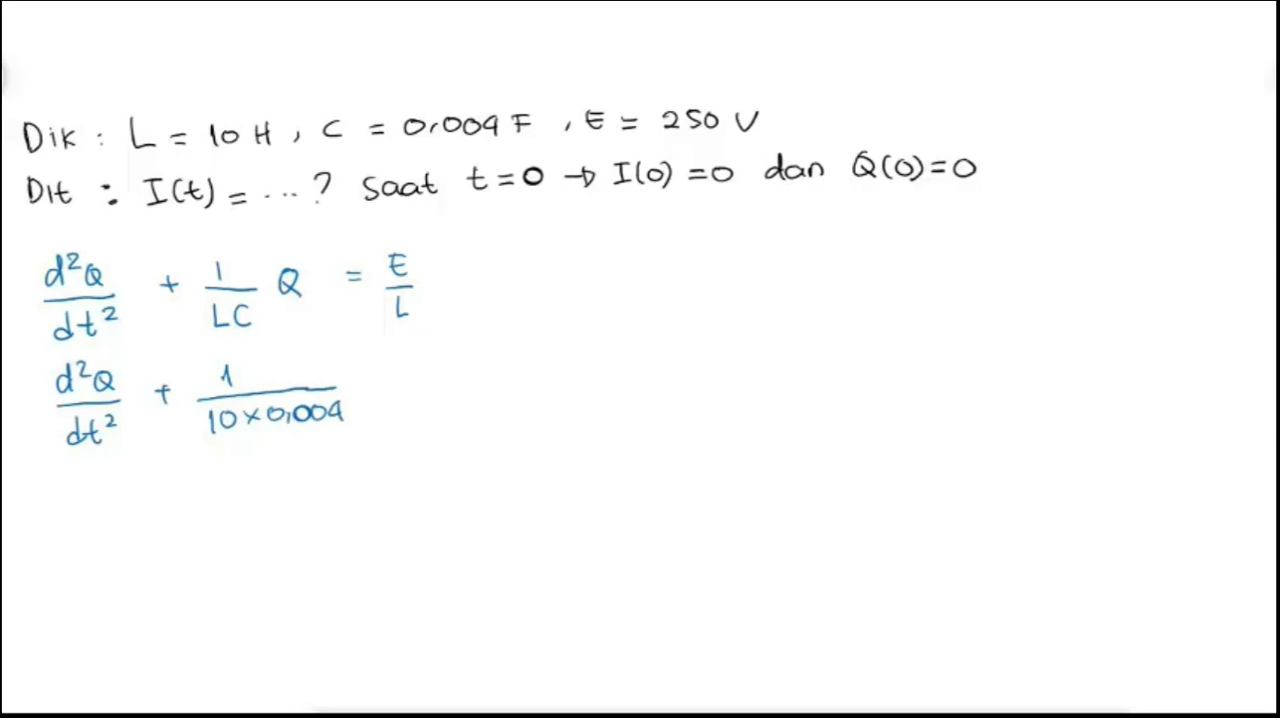 Dik : L = 10 H , C = 0,004 F , E = 250 V
Dit : I(t) = ... ? saat t = 0 → I(0) = 0 dan Q(0) = 0
d²Q/dt² + 1/LC Q = E/L
d²Q/dt² + 1/10×0,004